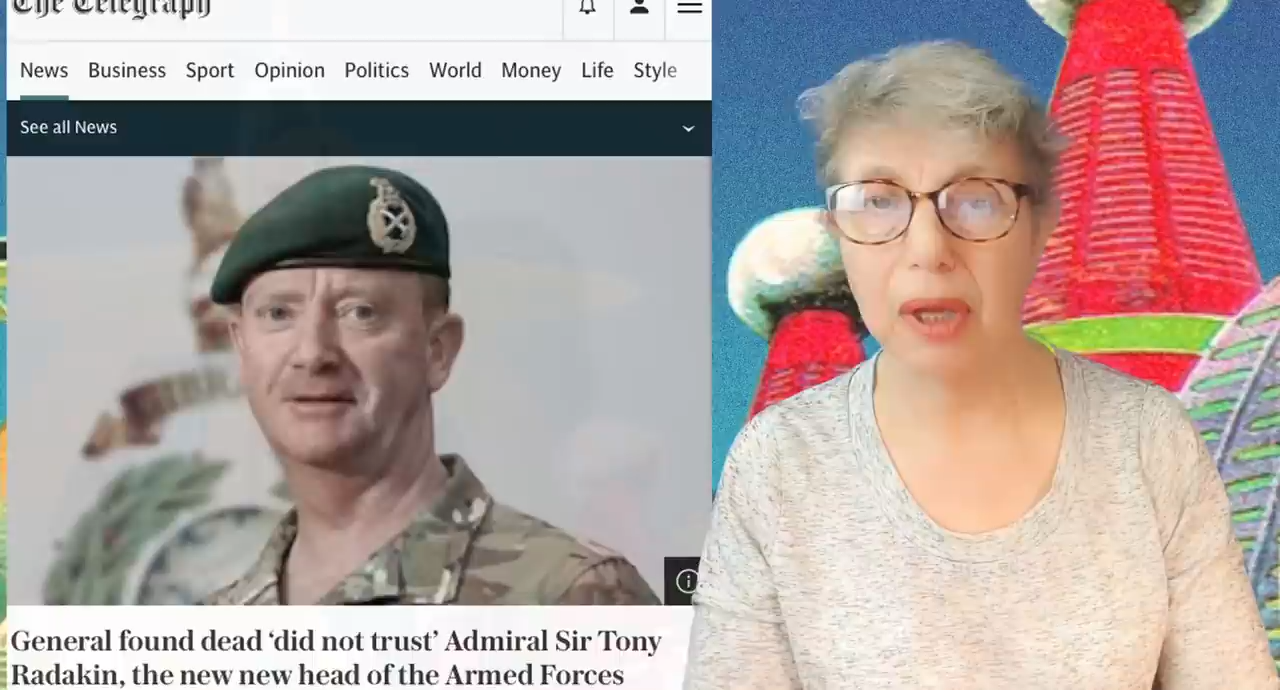 The Telegraph
News Business Sport Opinion Politics World Money Life Style
See all News
General found dead ‘did not trust’ Admiral Sir Tony
Radakin, the new new head of the Armed Forces